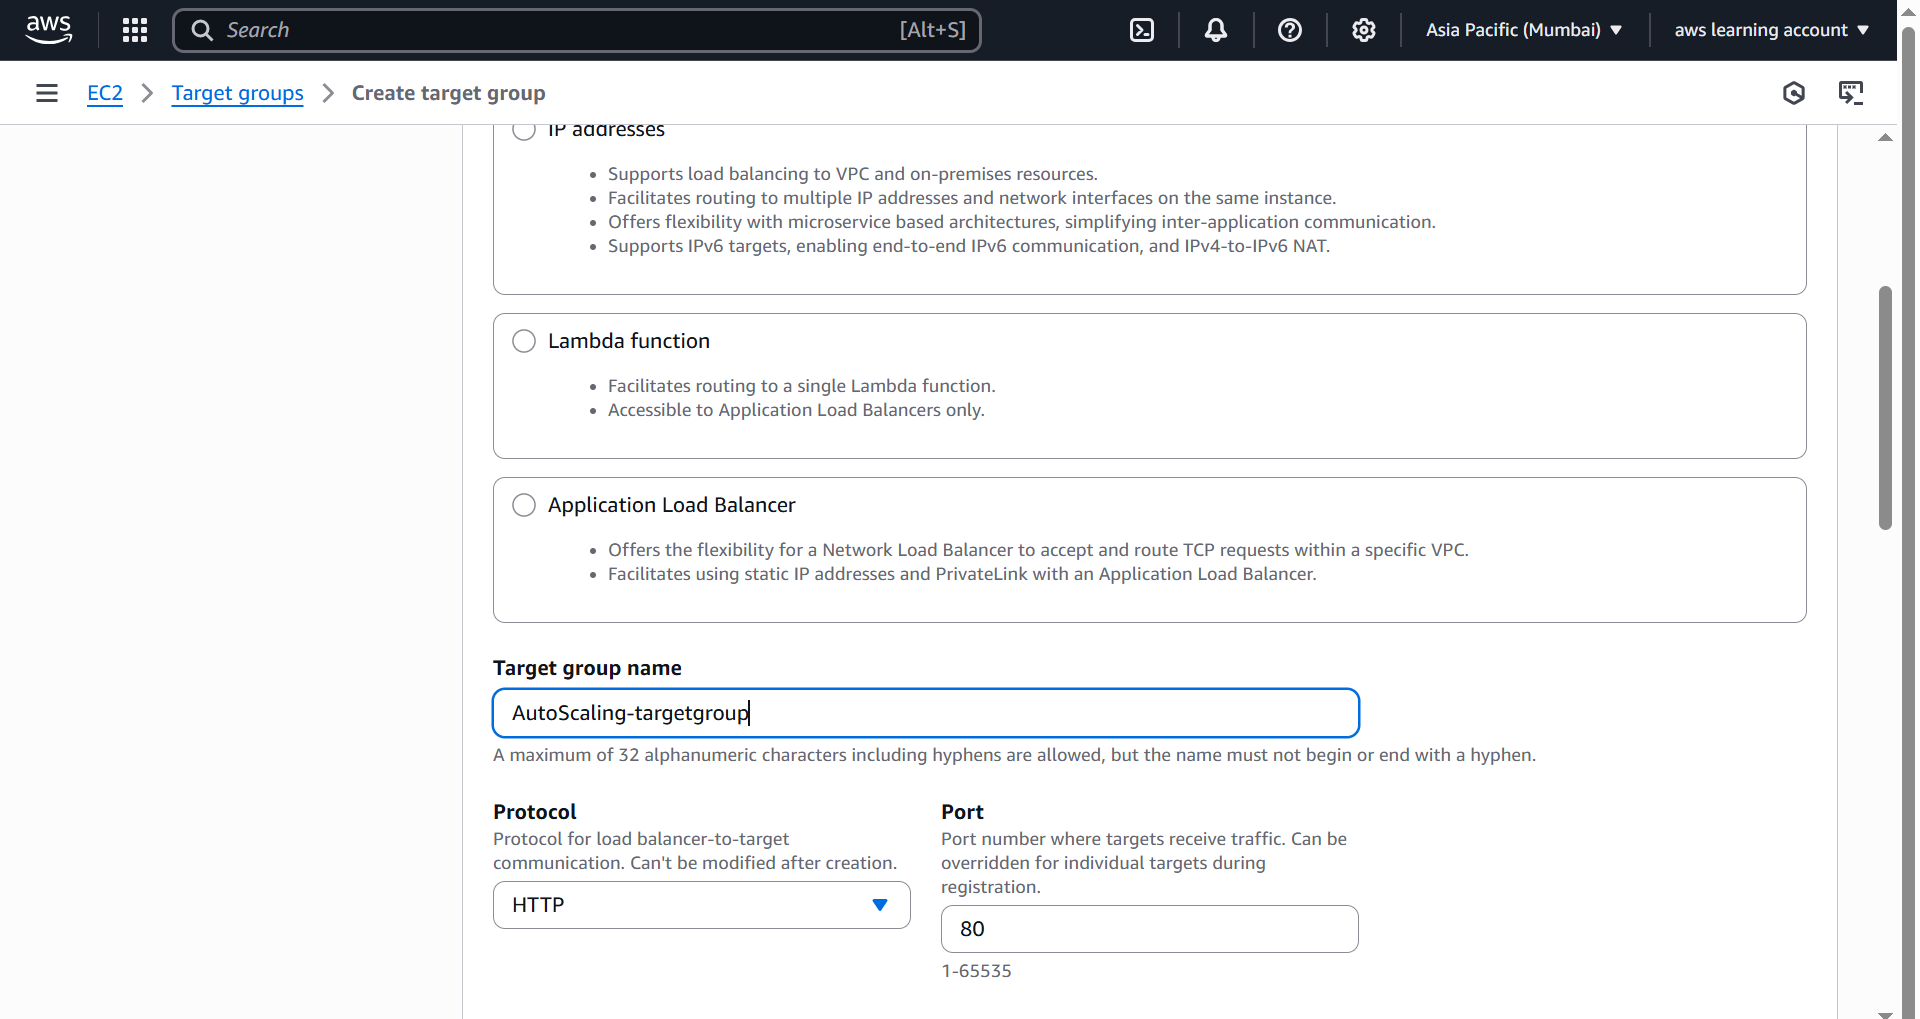 aws
Search
[Alt+S]
Asia Pacific (Mumbai)
aws learning account
EC2
Target groups
Create target group
IP addresses
Supports load balancing to VPC and on-premises resources.
Facilitates routing to multiple IP addresses and network interfaces on the same instance.
Offers flexibility with microservice based architectures, simplifying inter-application communication.
Supports IPv6 targets, enabling end-to-end IPv6 communication, and IPv4-to-IPv6 NAT.
Lambda function
Facilitates routing to a single Lambda function.
Accessible to Application Load Balancers only.
Application Load Balancer
Offers the flexibility for a Network Load Balancer to accept and route TCP requests within a specific VPC.
Facilitates using static IP addresses and PrivateLink with an Application Load Balancer.
Target group name
AutoScaling-targetgroup
A maximum of 32 alphanumeric characters including hyphens are allowed, but the name must not begin or end with a hyphen.
Protocol
Protocol for load balancer-to-target
communication. Can't be modified after creation.
HTTP
Port
Port number where targets receive traffic. Can be
overridden for individual targets during
registration.
80
1-65535